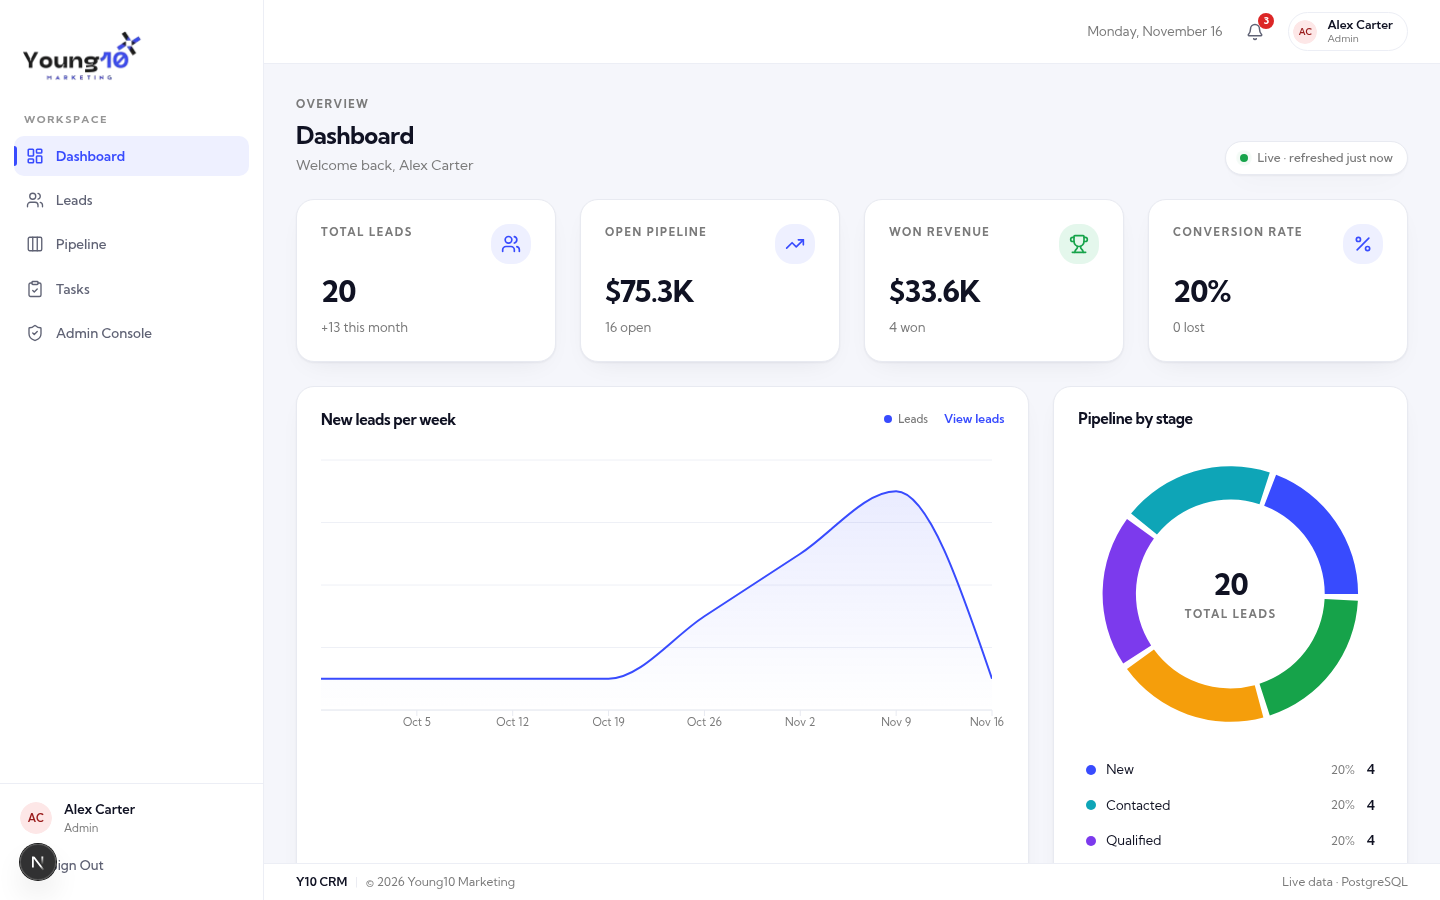 Young10
MARKETING
WORKSPACE
Dashboard
Leads
Pipeline
Tasks
Admin Console
AC
Alex Carter
Admin
N
ign Out
Monday, November 16
3
AC
Alex Carter
Admin
OVERVIEW
Dashboard
Welcome back, Alex Carter
Live · refreshed just now
TOTAL LEADS
20
+13 this month
OPEN PIPELINE
$75.3K
16 open
WON REVENUE
$33.6K
4 won
CONVERSION RATE
20%
0 lost
New leads per week
Leads
View leads
Oct 5
Oct 12
Oct 19
Oct 26
Nov 2
Nov 9
Nov 16
Pipeline by stage
20
TOTAL LEADS
New 20% 4
Contacted 20% 4
Qualified 20% 4
Y10 CRM
© 2026 Young10 Marketing
Live data · PostgreSQL